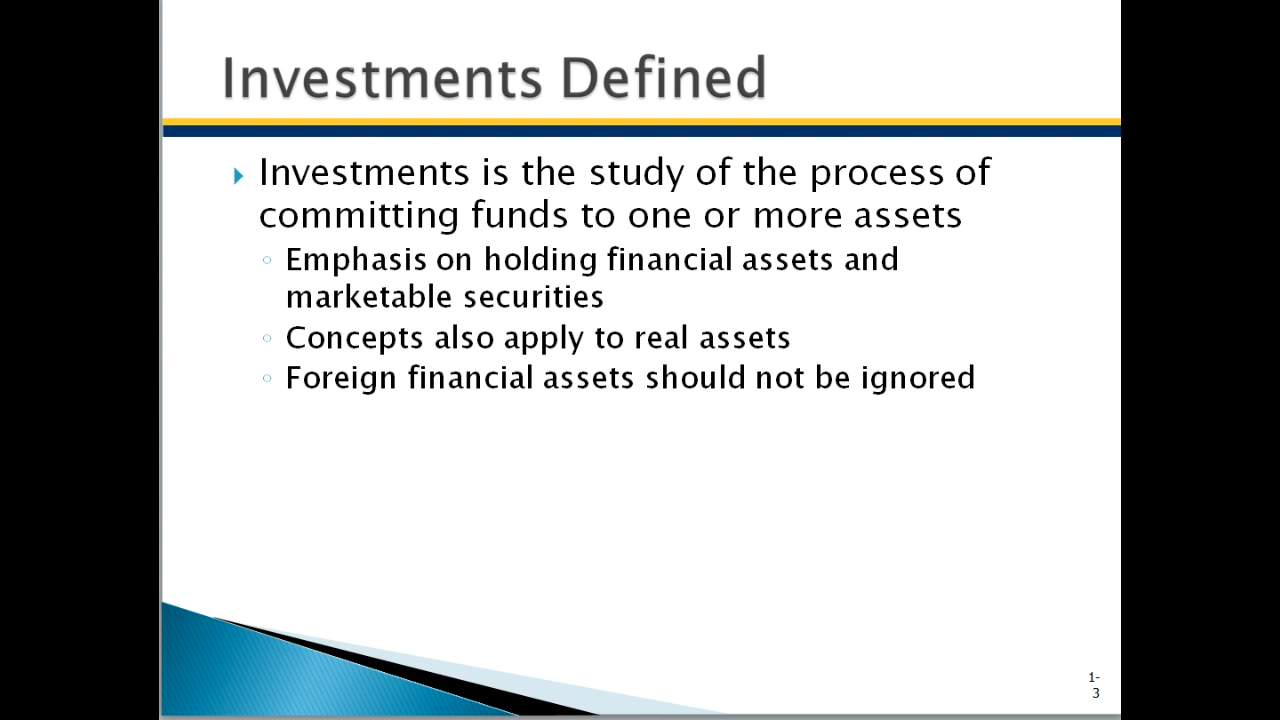 Investments Defined
Investments is the study of the process of
committing funds to one or more assets
Emphasis on holding financial assets and
marketable securities
Concepts also apply to real assets
Foreign financial assets should not be ignored
1-
3